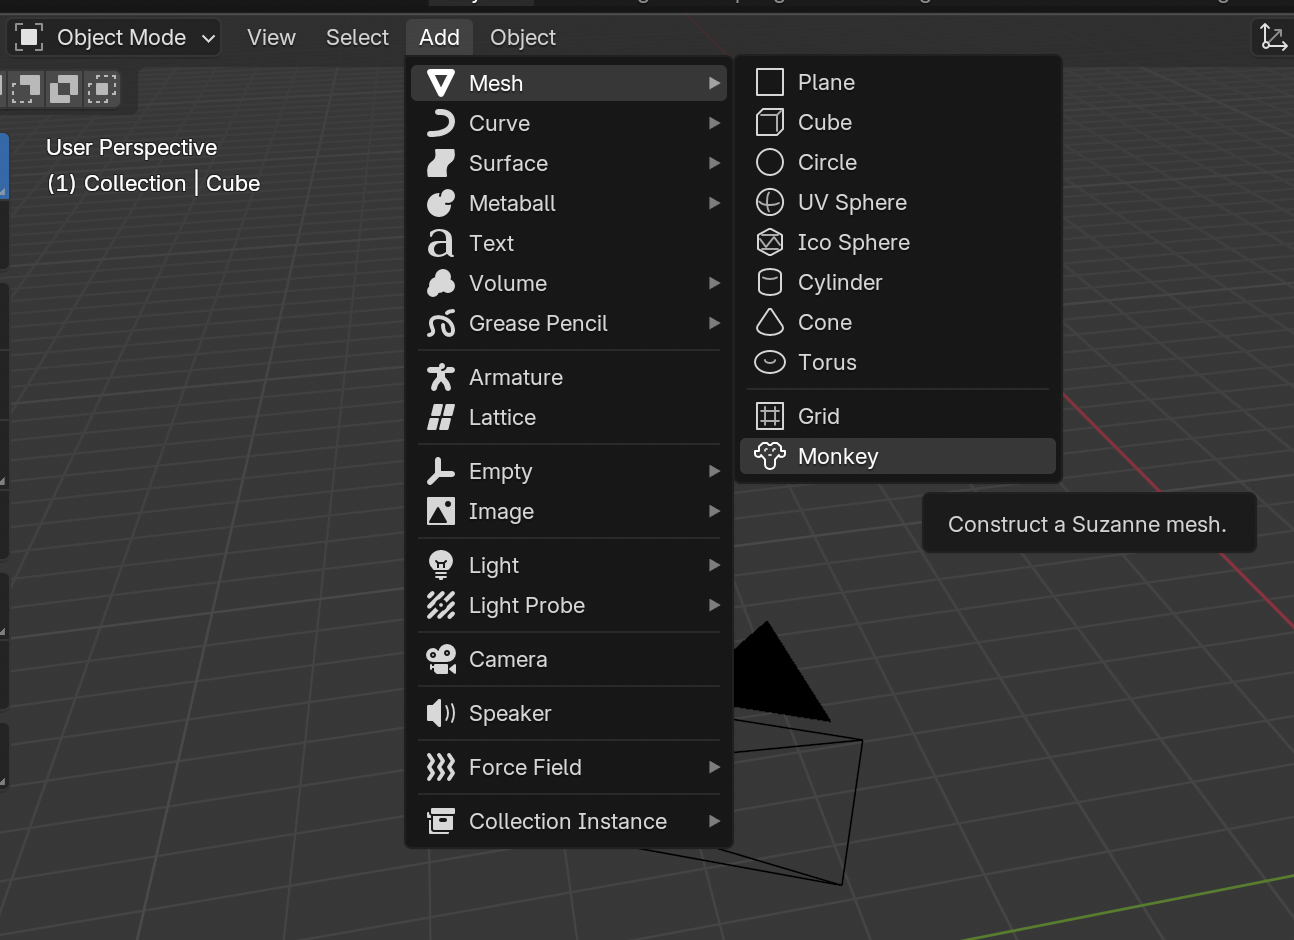 Object Mode View Select Add Object
User Perspective
(1) Collection | Cube
Mesh
Curve
Surface
Metaball
Text
Volume
Grease Pencil
Armature
Lattice
Empty
Image
Light
Light Probe
Camera
Speaker
Force Field
Collection Instance
Plane
Cube
Circle
UV Sphere
Ico Sphere
Cylinder
Cone
Torus
Grid
Monkey
Construct a Suzanne mesh.